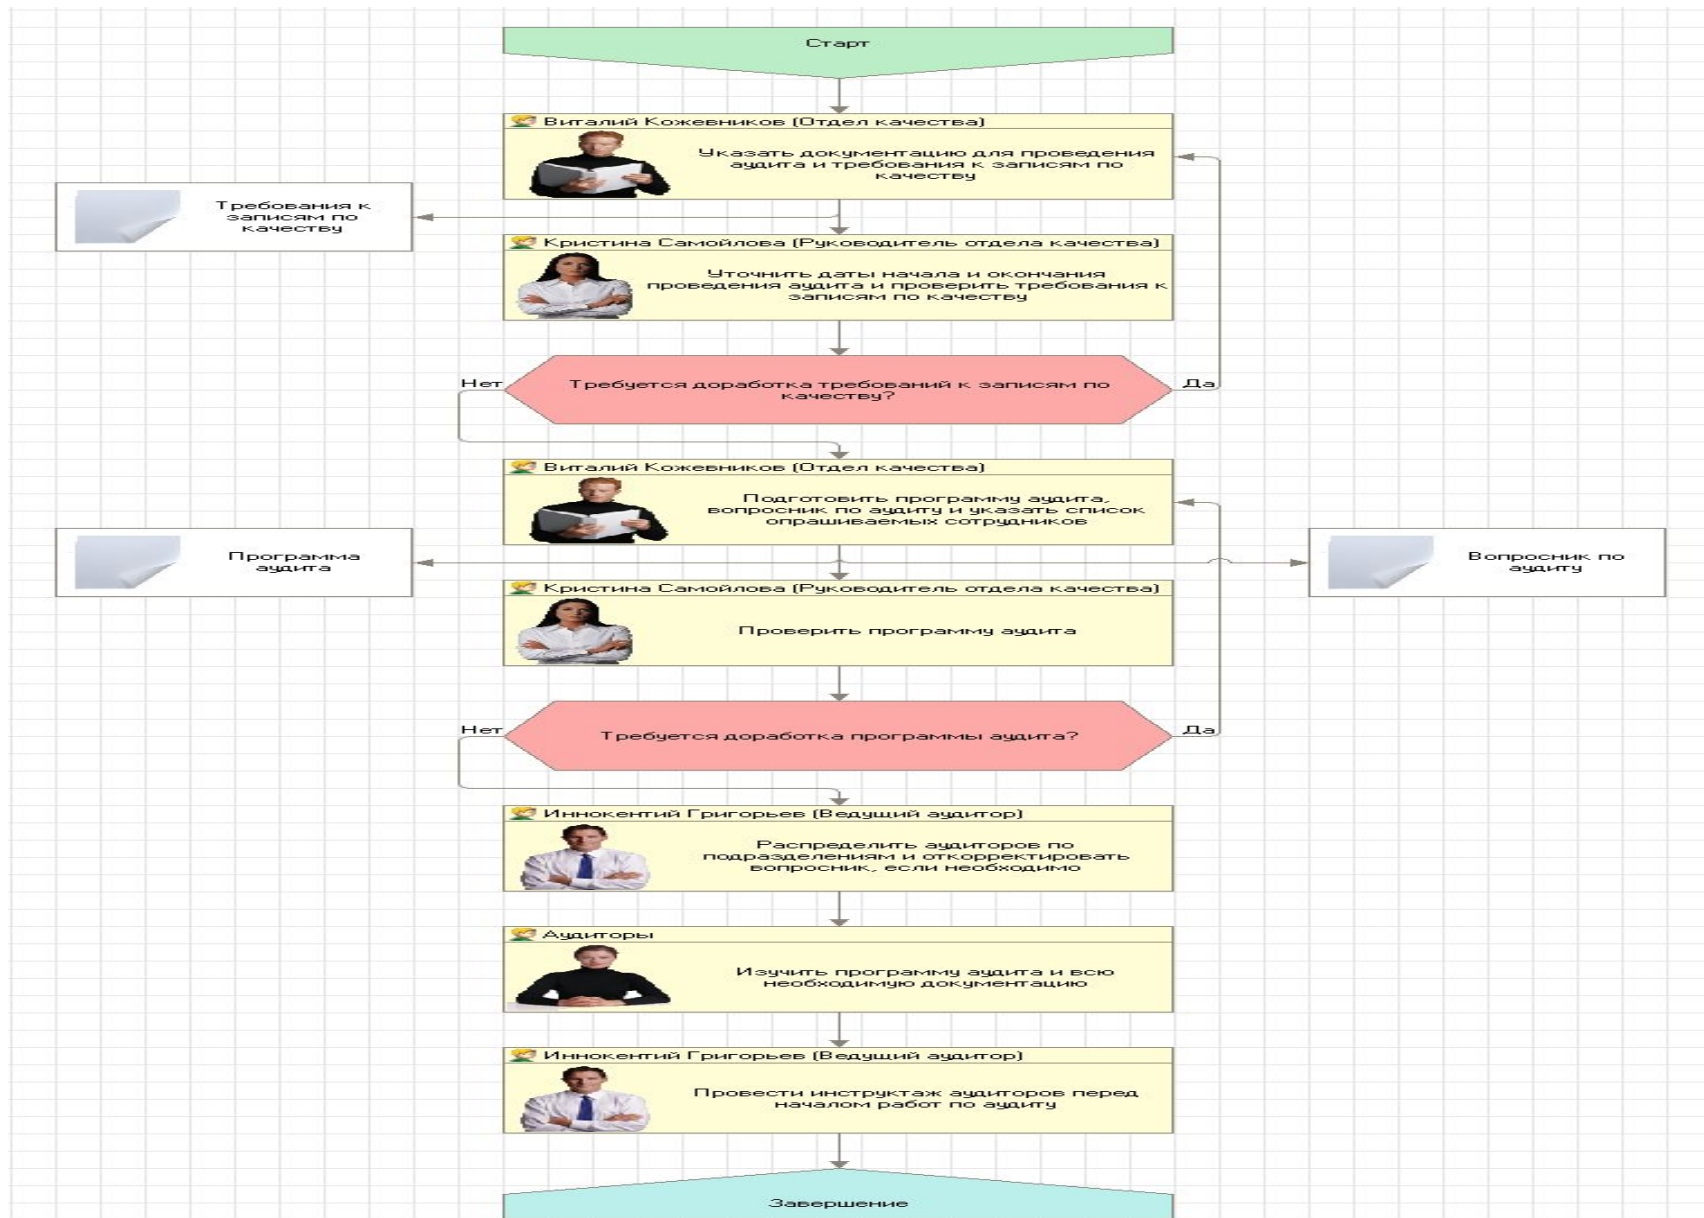 Старт
Виталий Кожевников (Отдел качества)
Указать документацию для проведения
аудита и требования к записям по
качеству
Требования к
записям по
качеству
Кристина Самойлова (Руководитель отдела качества)
Уточнить даты начала и окончания
проведения аудита и проверить требования к
записям по качеству
Нет
Требуется доработка требований к записям по
качеству?
Да
Виталий Кожевников (Отдел качества)
Подготовить программу аудита,
вопросник по аудиту и указать список
опрашиваемых сотрудников
Программа
аудита
Вопросник по
аудиту
Кристина Самойлова (Руководитель отдела качества)
Проверить программу аудита
Нет
Требуется доработка программы аудита?
Да
Иннокентий Григорьев (Ведущий аудитор)
Распределить аудиторов по
подразделениям и откорректировать
вопросник, если необходимо
Аудиторы
Изучить программу аудита и всю
необходимую документацию
Иннокентий Григорьев (Ведущий аудитор)
Провести инструктаж аудиторов перед
началом работ по аудиту
Завершение